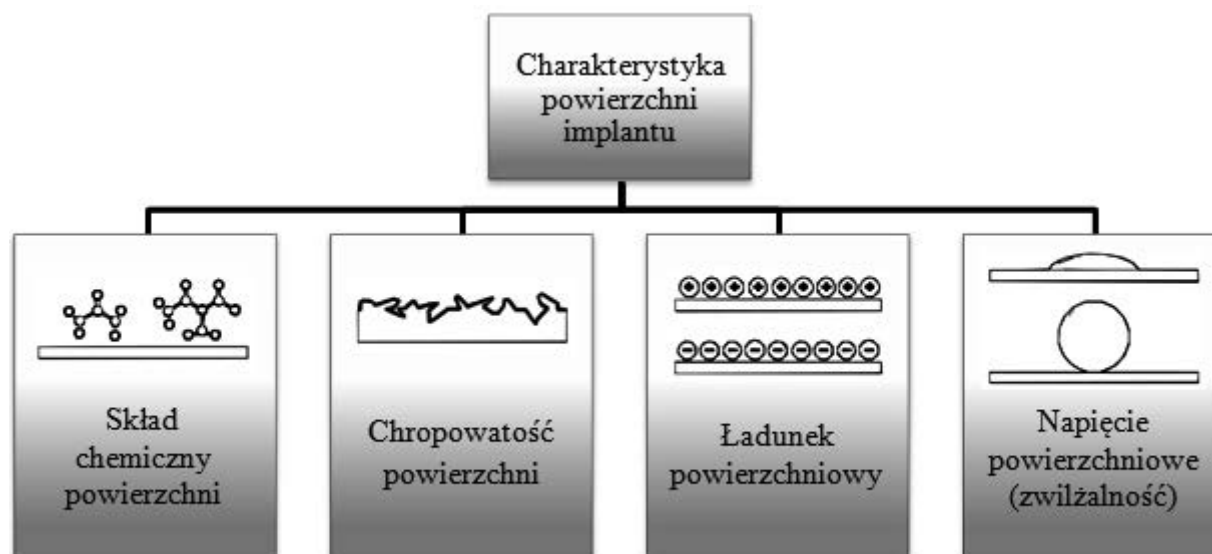 Charakterystyka
powierzchni
implantu
Skład
chemiczny
powierzchni
Chropowatość
powierzchni
Ładunek
powierzchniowy
Napięcie
powierzchniowe
(zwilżalność)